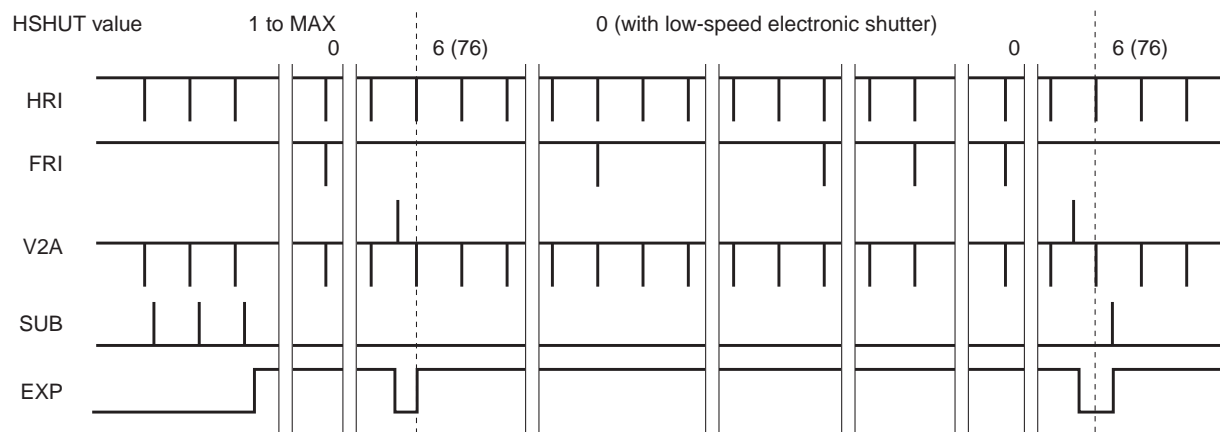 HSHUT value 1 to MAX 0 (with low-speed electronic shutter)
0 6 (76) 0 6 (76)
HRI
FRI
V2A
SUB
EXP